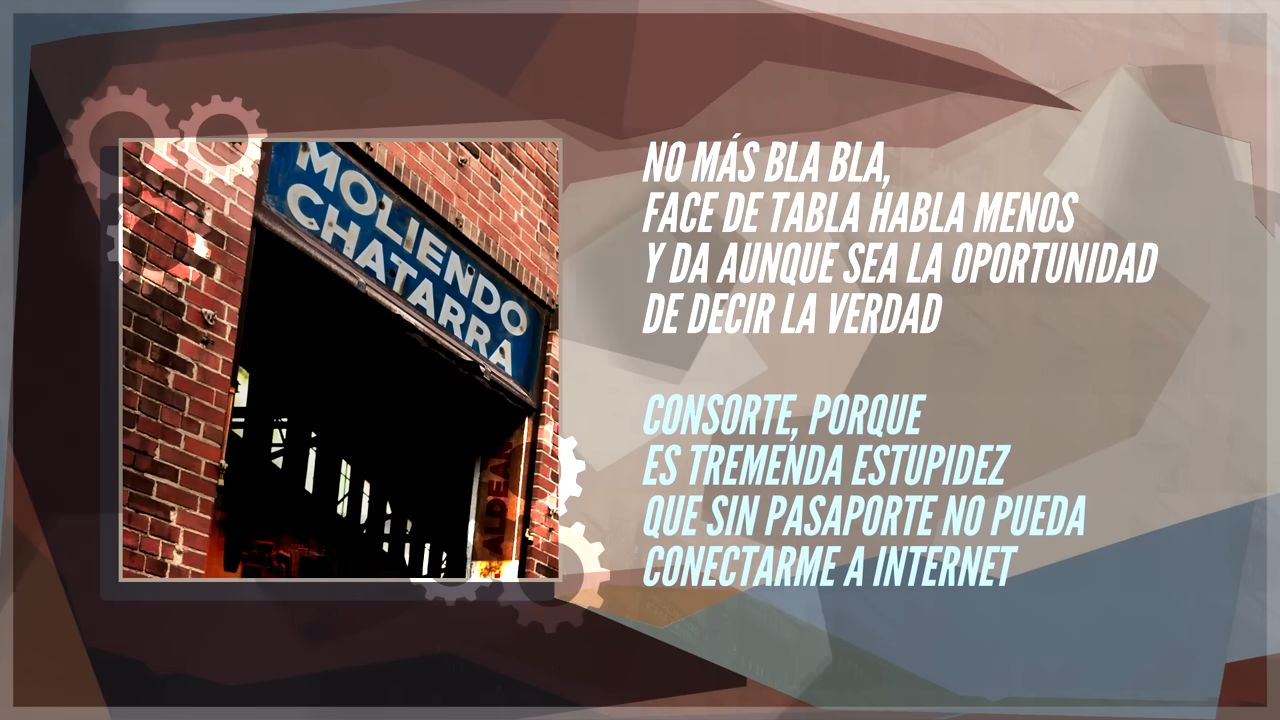 MOLIENDO
CHATARRA
ALDEAN
NO MÁS BLA BLA,
FACE DE TABLA HABLA MENOS
Y DA AUNQUE SEA LA OPORTUNIDAD
DE DECIR LA VERDAD
CONSORTE, PORQUE
ES TREMENDA ESTUPIDEZ
QUE SIN PASAPORTE NO PUEDA
CONECTARME A INTERNET